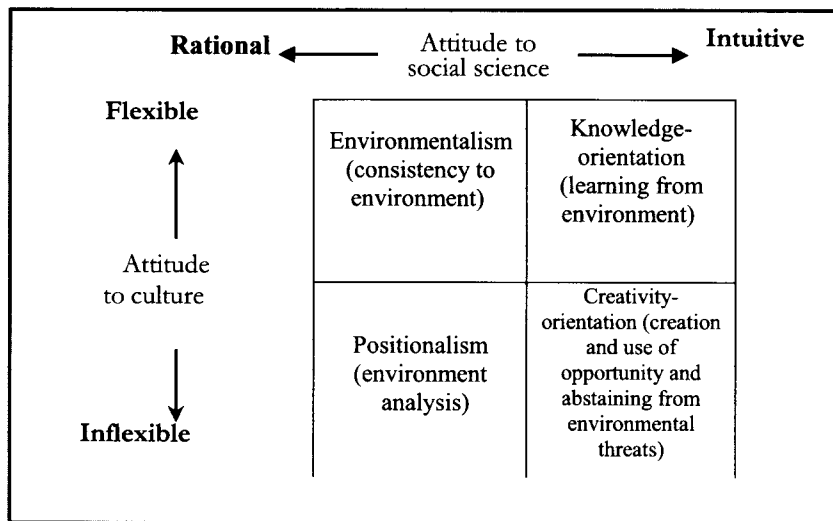 Rational
Attitude to
social science
Intuitive
Flexible
Attitude
to culture
Inflexible
Environmentalism
(consistency to
environment)
Knowledge-
orientation
(learning from
environment)
Positionalism
(environment
analysis)
Creativity-
orientation (creation
and use of
opportunity and
abstaining from
environmental
threats)